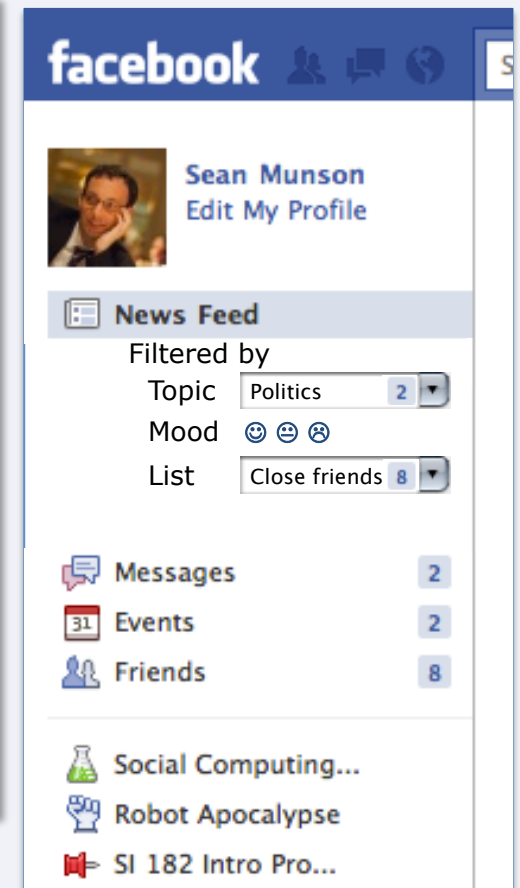 facebook
S
Sean Munson
Edit My Profile
News Feed
Filtered by
Topic Politics 2
Mood
List Close friends 8
Messages 2
31 Events 2
Friends 8
Social Computing...
Robot Apocalypse
SI 182 Intro Pro...